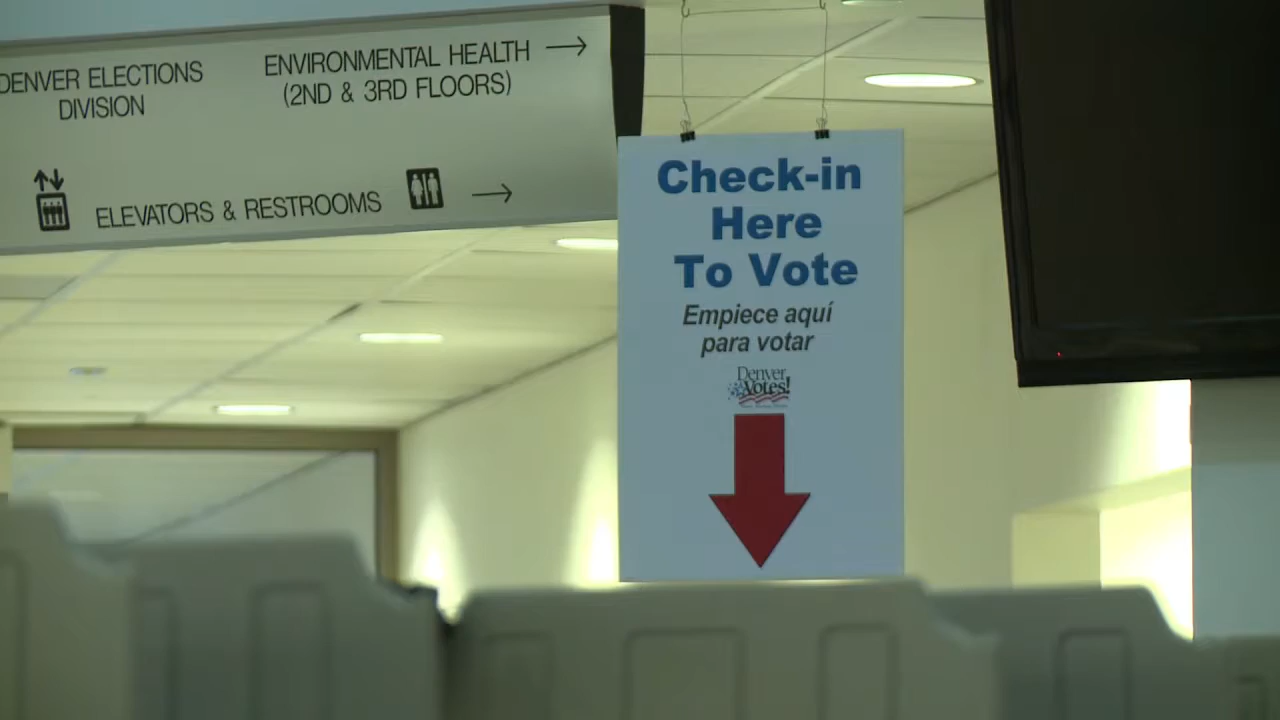 DENVER ELECTIONS
DIVISION
ENVIRONMENTAL HEALTH
(2ND & 3RD FLOORS)
ELEVATORS & RESTROOMS
Check-in
Here
To Vote
Empiece aquí
para votar
Denver
Votes!